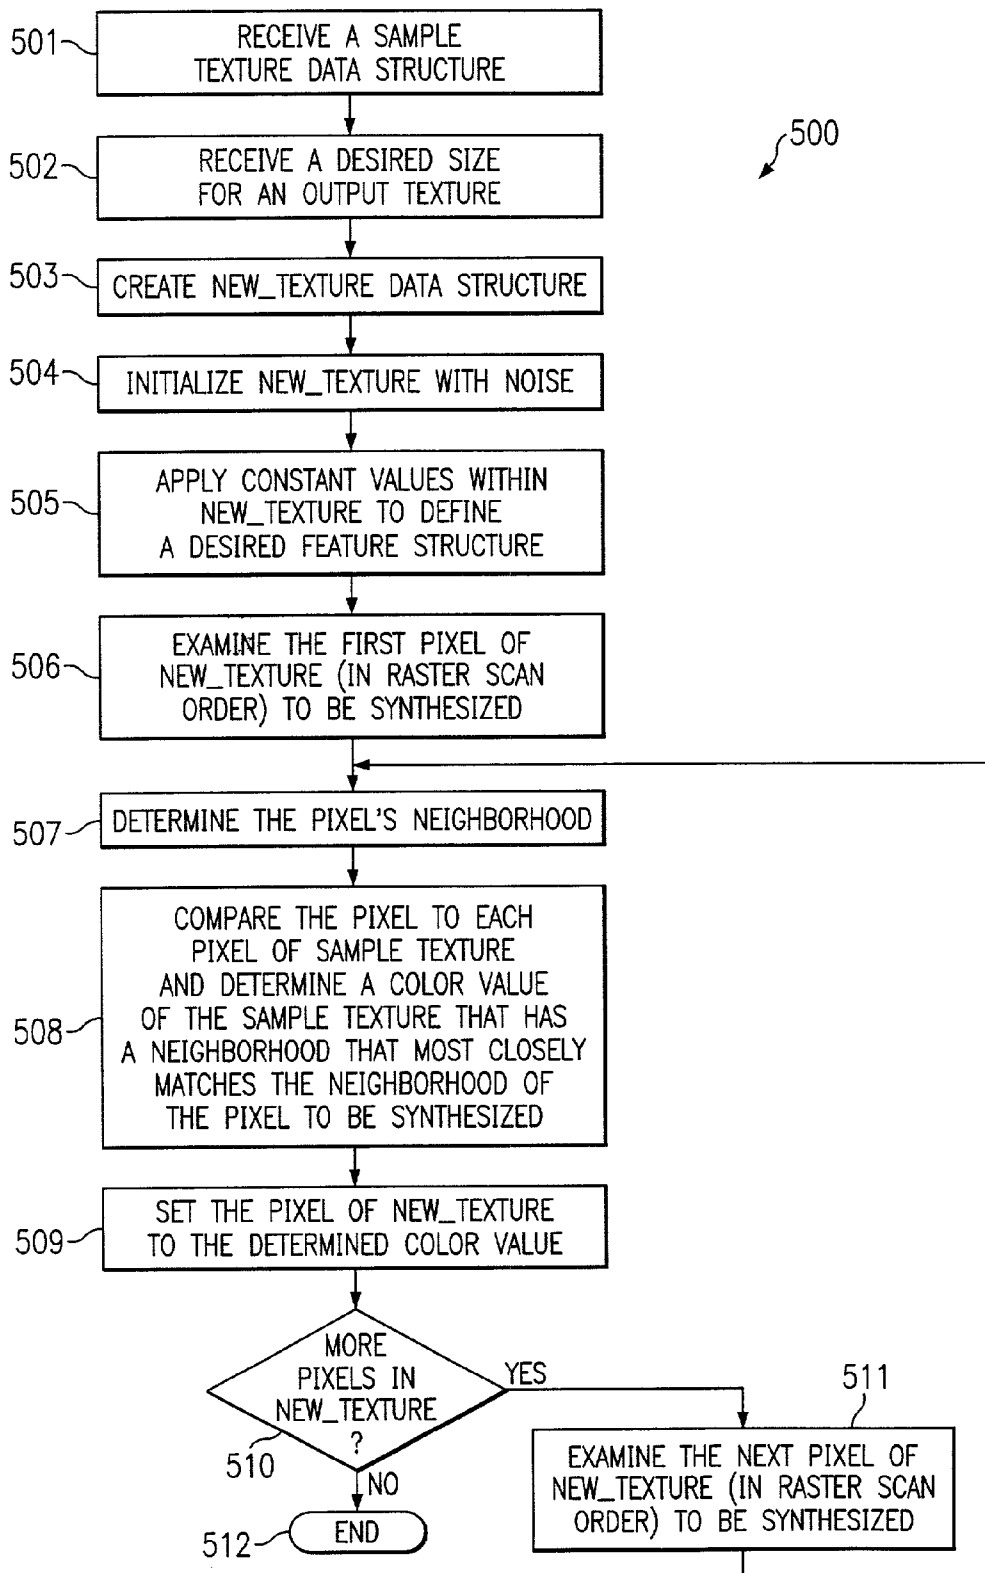 501
RECEIVE A SAMPLE
TEXTURE DATA STRUCTURE
500
502
RECEIVE A DESIRED SIZE
FOR AN OUTPUT TEXTURE
503
CREATE NEW_TEXTURE DATA STRUCTURE
504
INITIALIZE NEW_TEXTURE WITH NOISE
505
APPLY CONSTANT VALUES WITHIN
NEW_TEXTURE TO DEFINE
A DESIRED FEATURE STRUCTURE
506
EXAMINE THE FIRST PIXEL OF
NEW_TEXTURE (IN RASTER SCAN
ORDER) TO BE SYNTHESIZED
507
DETERMINE THE PIXEL'S NEIGHBORHOOD
508
COMPARE THE PIXEL TO EACH
PIXEL OF SAMPLE TEXTURE
AND DETERMINE A COLOR VALUE
OF THE SAMPLE TEXTURE THAT HAS
A NEIGHBORHOOD THAT MOST CLOSELY
MATCHES THE NEIGHBORHOOD OF
THE PIXEL TO BE SYNTHESIZED
509
SET THE PIXEL OF NEW_TEXTURE
TO THE DETERMINED COLOR VALUE
MORE
PIXELS IN
NEW_TEXTURE
?
510
YES
NO
511
EXAMINE THE NEXT PIXEL OF
NEW_TEXTURE (IN RASTER SCAN
ORDER) TO BE SYNTHESIZED
512
END